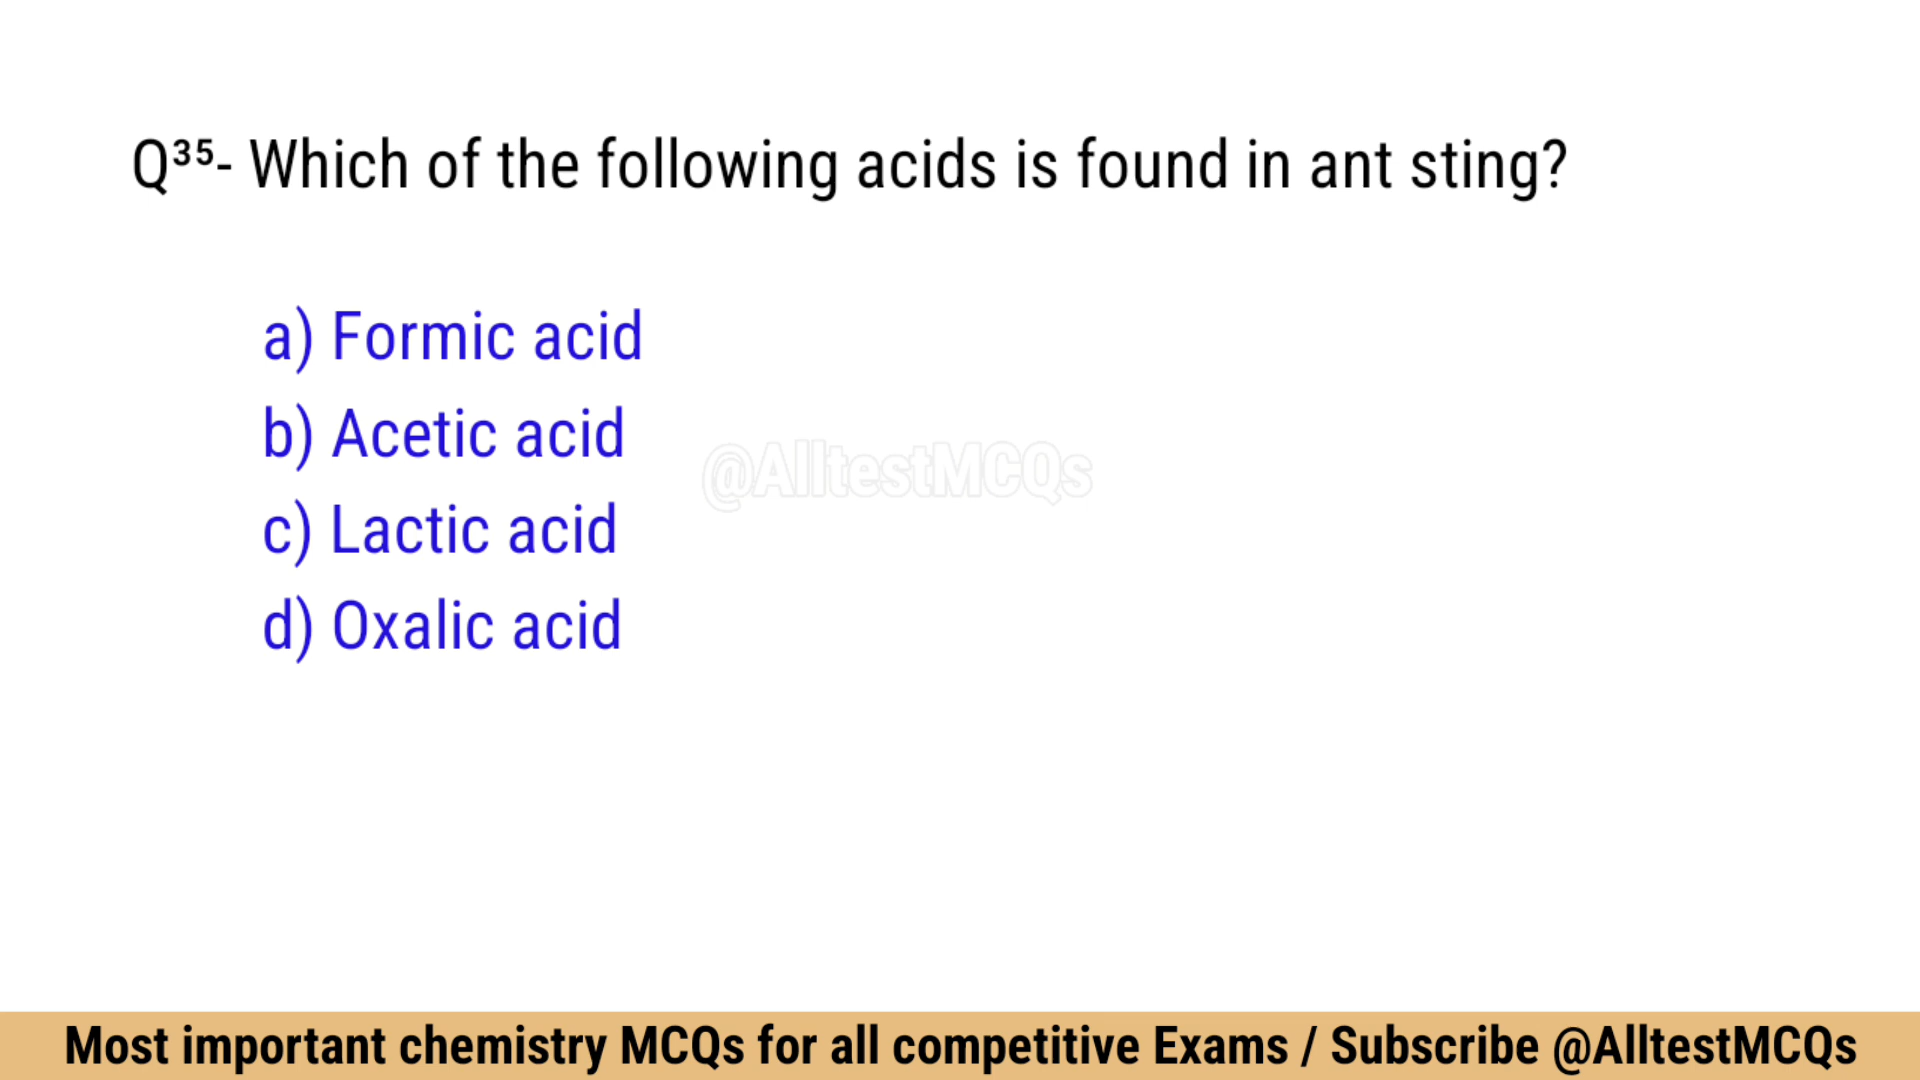 Q³⁵- Which of the following acids is found in ant sting?
a) Formic acid
b) Acetic acid
c) Lactic acid
d) Oxalic acid
@AlltestMCQs
Most important chemistry MCQs for all competitive Exams / Subscribe @AlltestMCQs